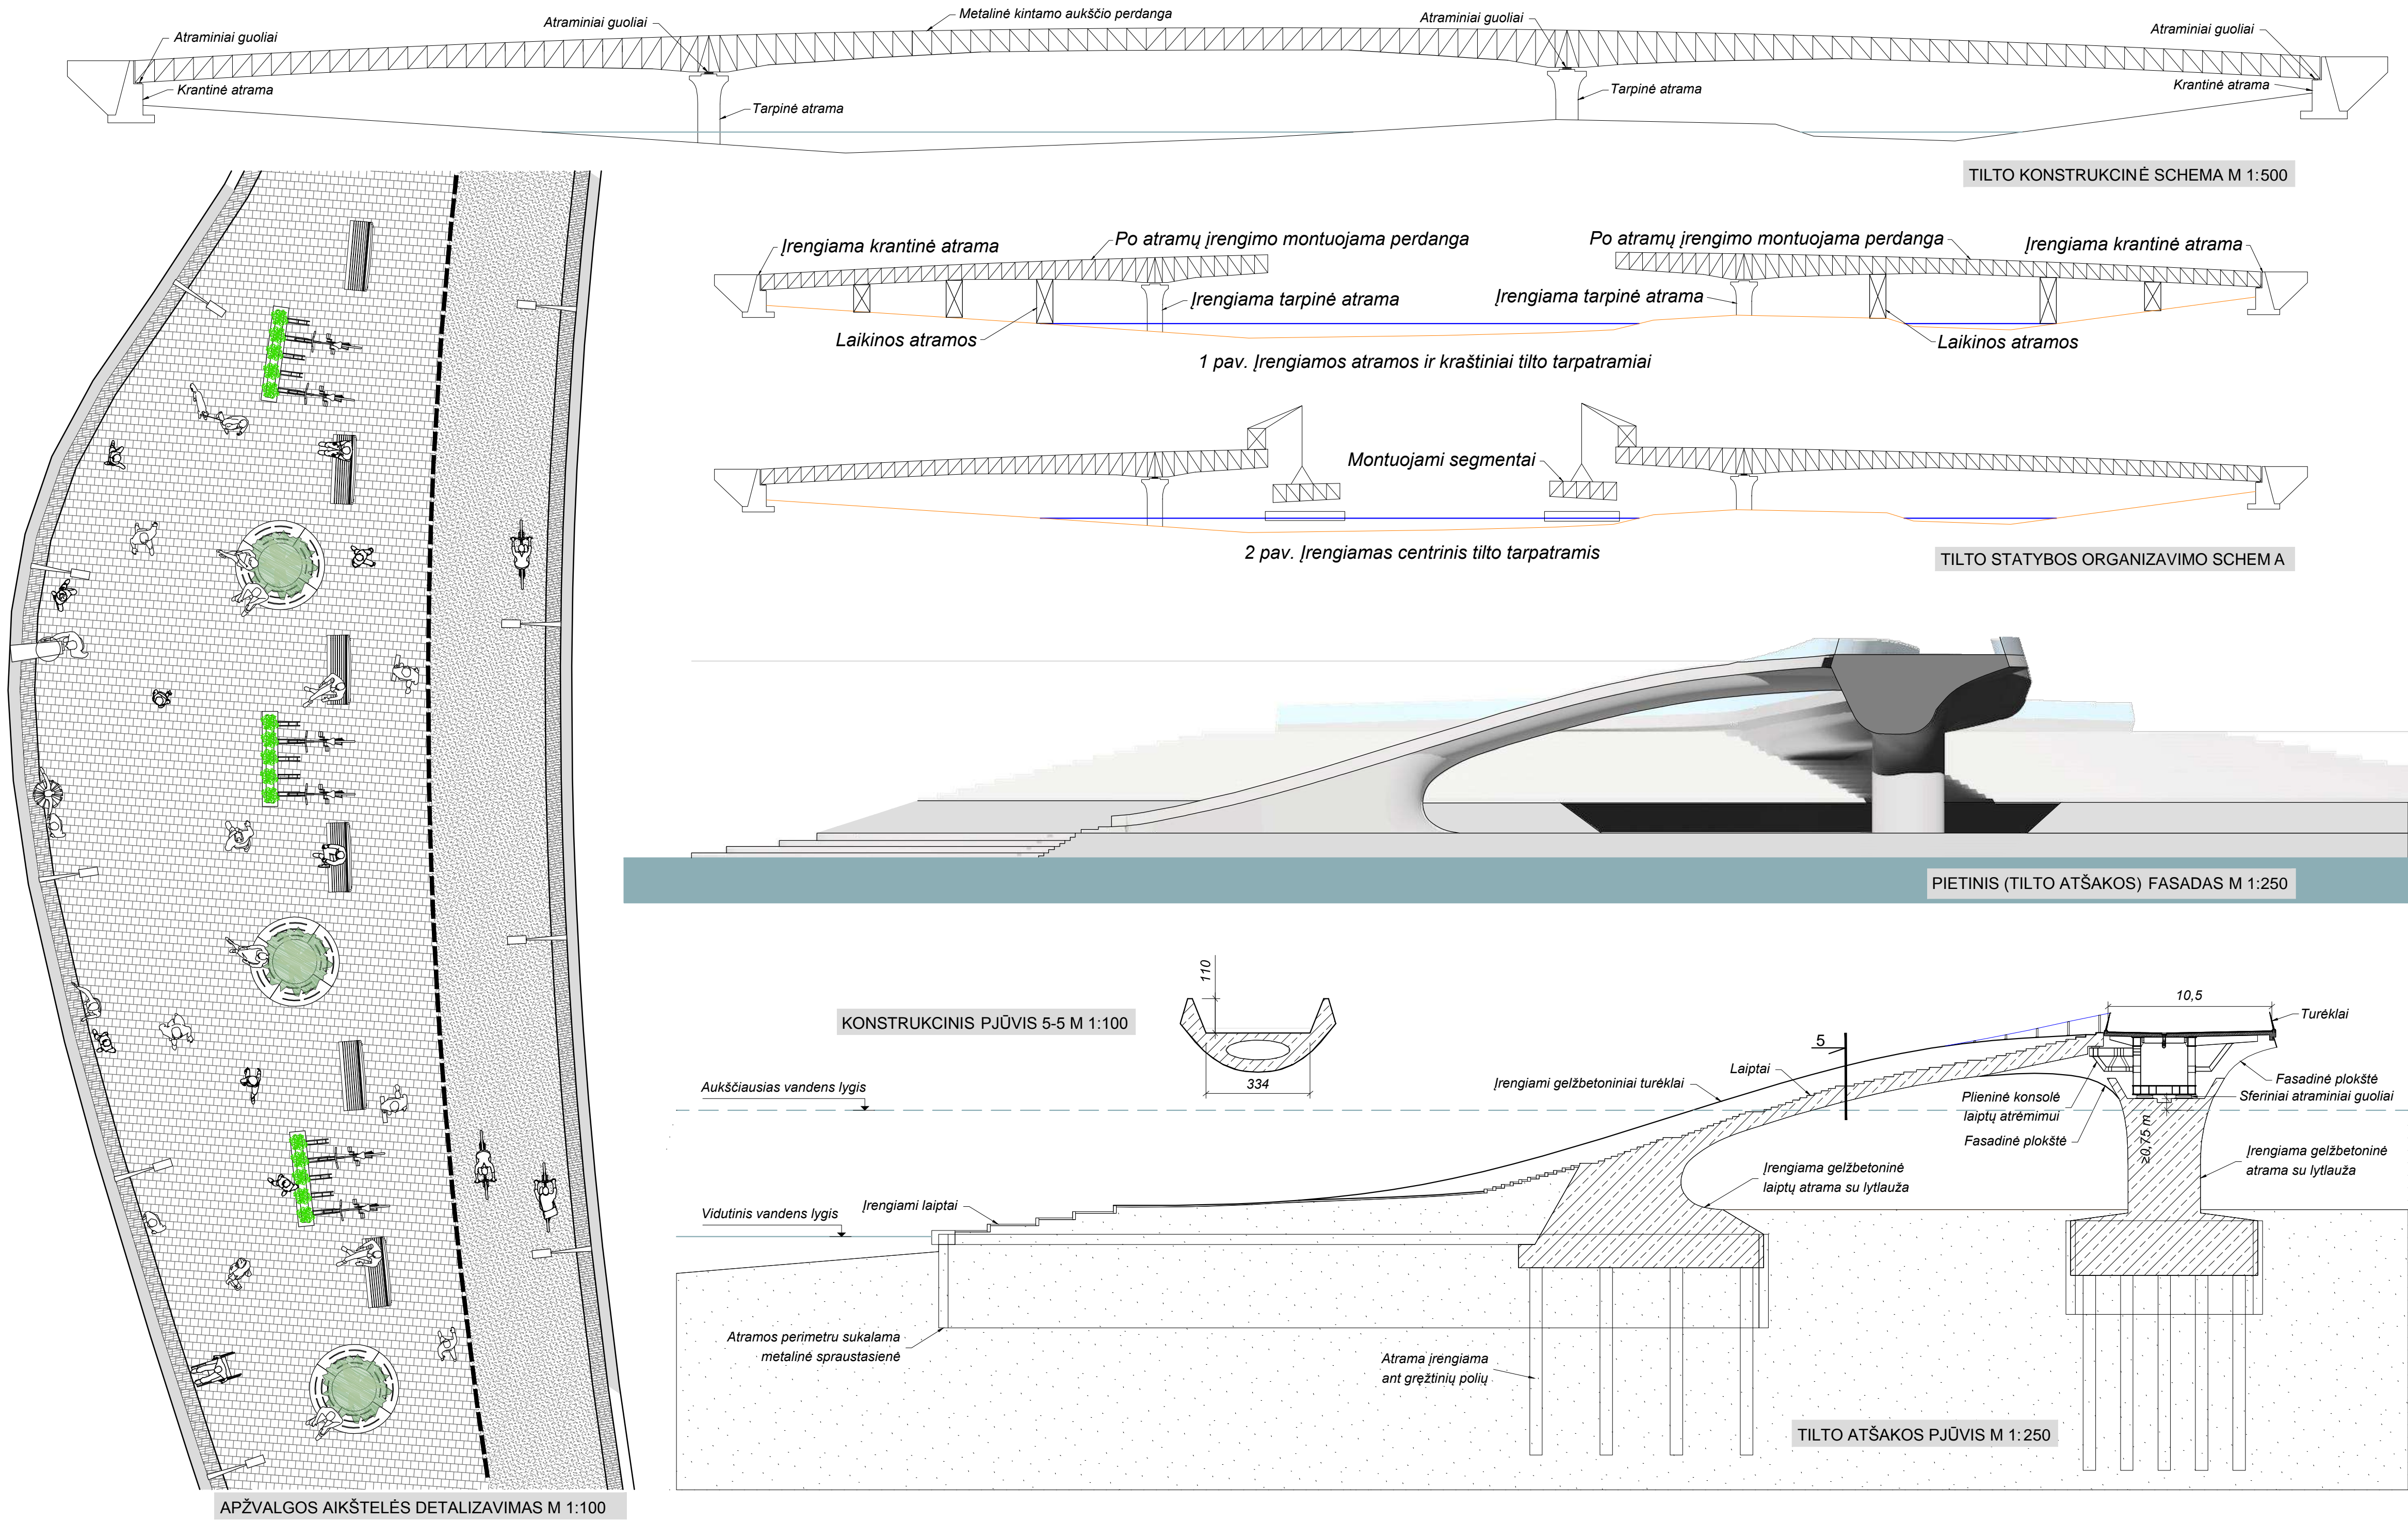 Metalinė kintamo aukščio perdanga
Atraminiai guoliai
Atraminiai guoliai
Atraminiai guoliai
Atraminiai guoliai
Krantinė atrama
Tarpinė atrama
Tarpinė atrama
Krantinė atrama
TILTO KONSTRUKCINĖ SCHEMA M 1:500
Įrengiama krantinė atrama
Po atramų įrengimo montuojama perdanga
Po atramų įrengimo montuojama perdanga
Įrengiama krantinė atrama
Įrengiama tarpinė atrama
Įrengiama tarpinė atrama
Laikinos atramos
Laikinos atramos
1 pav. Įrengiamos atramos ir kraštiniai tilto tarpatramiai
Montuojami segmentai
2 pav. Įrengiamas centrinis tilto tarpatramis
TILTO STATYBOS ORGANIZAVIMO SCHEM A
PIETINIS (TILTO ATŠAKOS) FASADAS M 1:250
KONSTRUKCINIS PJŪVIS 5-5 M 1:100
110
334
10,5
Turėklai
5
Laiptai
Įrengiami gelžbetoniniai turėklai
Aukščiausias vandens lygis
Plieninė konsolė
laiptų atrėmimui
Fasadinė plokštė
Fasadinė plokštė
Sferiniai atraminiai guoliai
≥0,75 m
Įrengiama gelžbetoninė
atrama su lytlauža
Įrengiama gelžbetoninė
laiptų atrama su lytlauža
Vidutinis vandens lygis
Įrengiami laiptai
Atramos perimetru sukalama
metalinė spraustasienė
Atrama įrengiama
ant gręžtinių polių
TILTO ATŠAKOS PJŪVIS M 1:250
APŽVALGOS AIKŠTELĖS DETALIZAVIMAS M 1:100